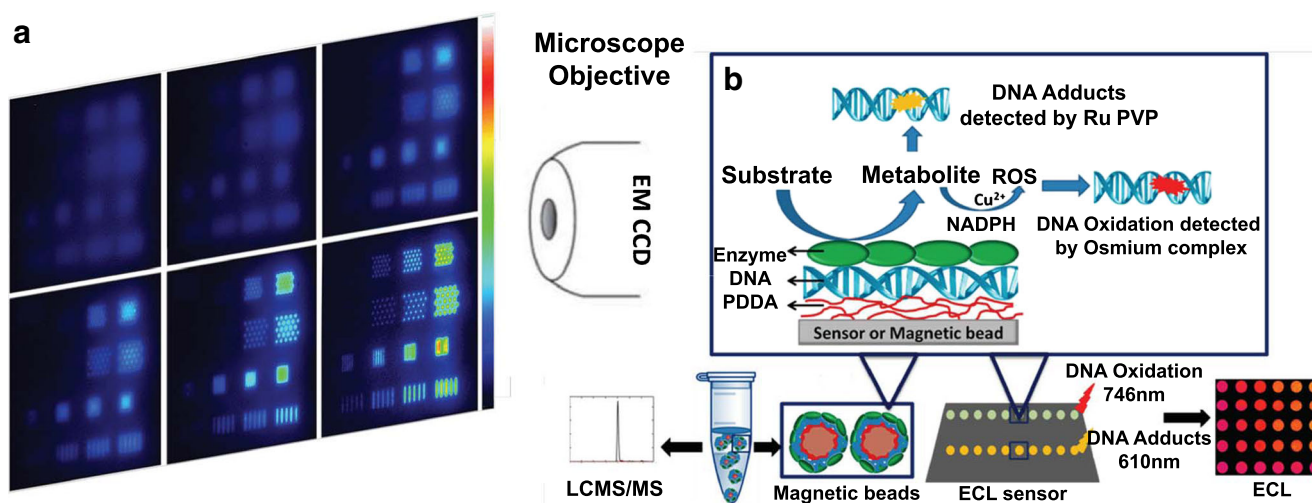 a
Microscope
Objective
EM CCD
b
DNA Adducts
detected by Ru PVP
Substrate
Metabolite
ROS
Cu²⁺
NADPH
DNA Oxidation detected
by Osmium complex
Enzyme
DNA
PDDA
Sensor or Magnetic bead
LCMS/MS
Magnetic beads
ECL sensor
DNA Oxidation
746nm
DNA Adducts
610nm
ECL